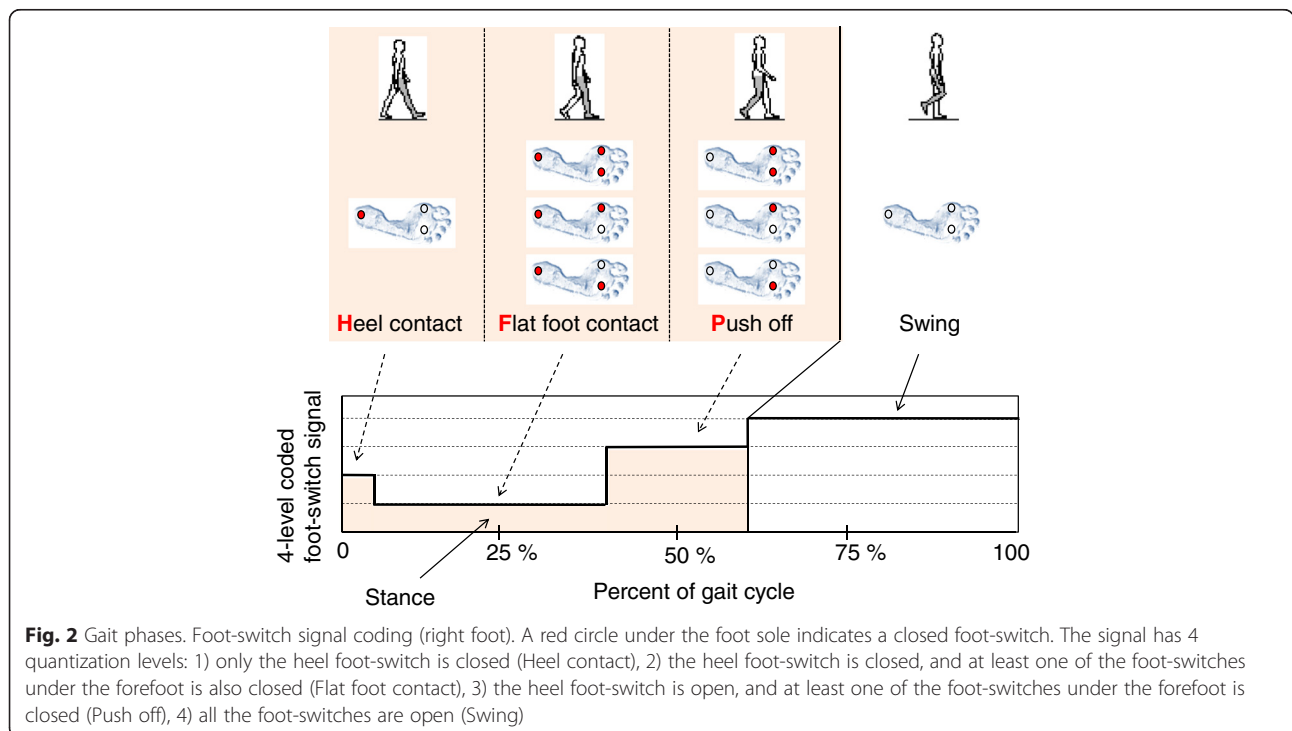 Heel contact
Flat foot contact
Push off
Swing
4-level coded
foot-switch signal
0
25 %
50 %
75 %
100
Stance
Percent of gait cycle
Fig. 2 Gait phases. Foot-switch signal coding (right foot). A red circle under the foot sole indicates a closed foot-switch. The signal has 4
quantization levels: 1) only the heel foot-switch is closed (Heel contact), 2) the heel foot-switch is closed, and at least one of the foot-switches
under the forefoot is also closed (Flat foot contact), 3) the heel foot-switch is open, and at least one of the foot-switches under the forefoot is
closed (Push off), 4) all the foot-switches are open (Swing)